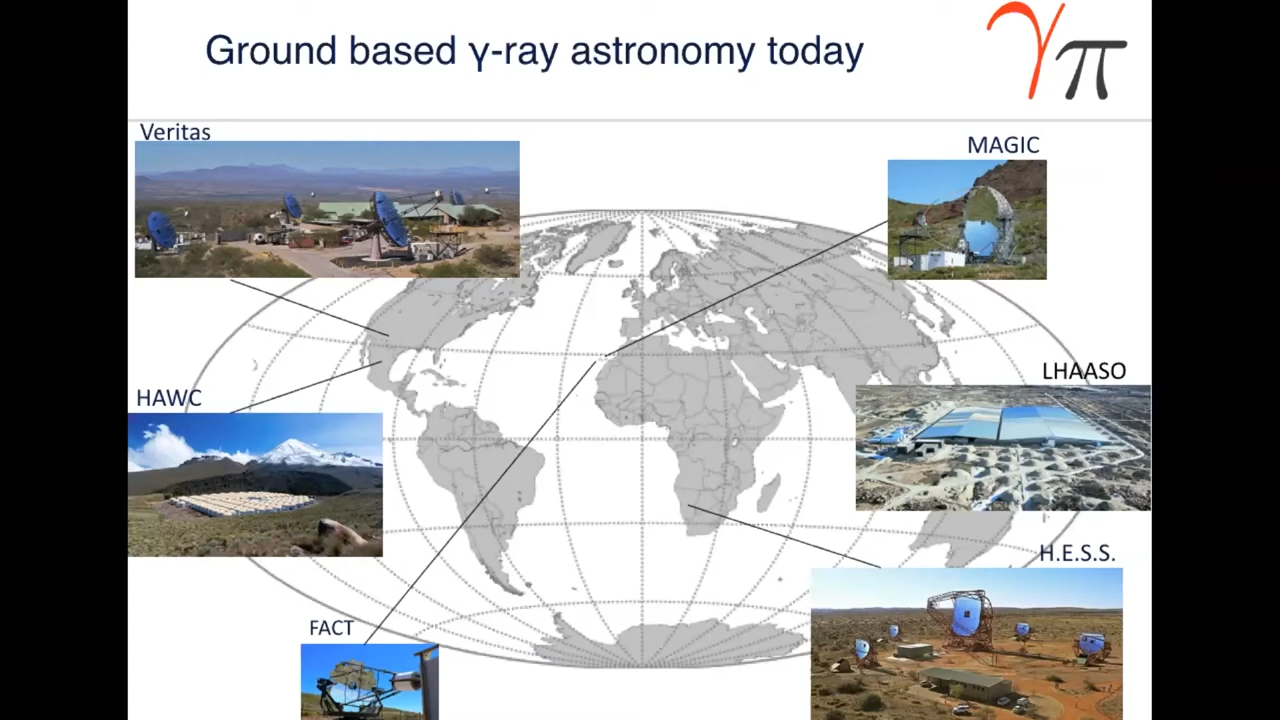 Ground based γ-ray astronomy today
γπ
Veritas
MAGIC
HAWC
LHAASO
H.E.S.S.
FACT